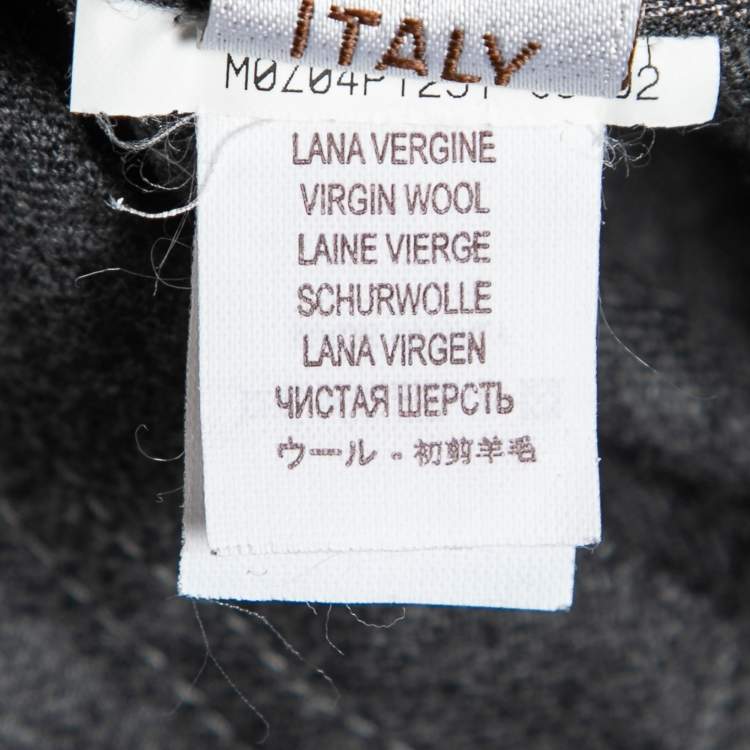 ITALY
LANA VERGINE
VIRGIN WOOL
LAINE VIERGE
SCHURWOLLE
LANA VIRGEN
ЧИСТАЯ ШЕРСТЬ
ウール - 初剪羊毛